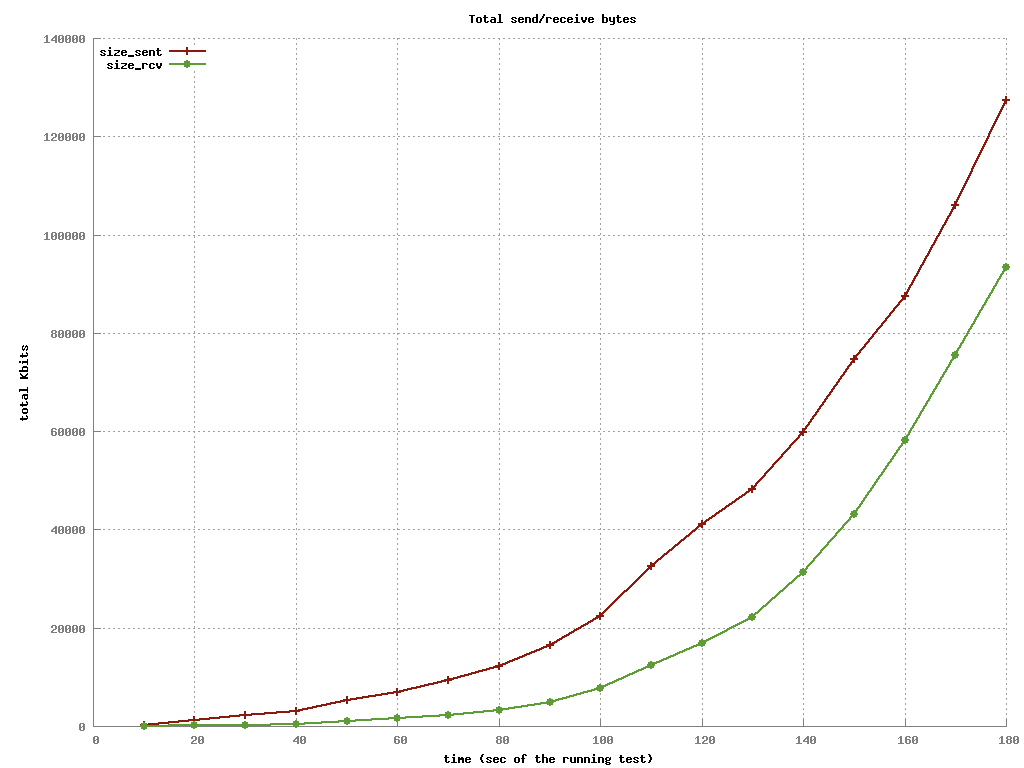 Total send/receive bytes
140000
size_sent
size_rcv
120000
100000
80000
total Kbits
60000
40000
20000
0
0 20 40 60 80 100 120 140 160 180
time (sec of the running test)